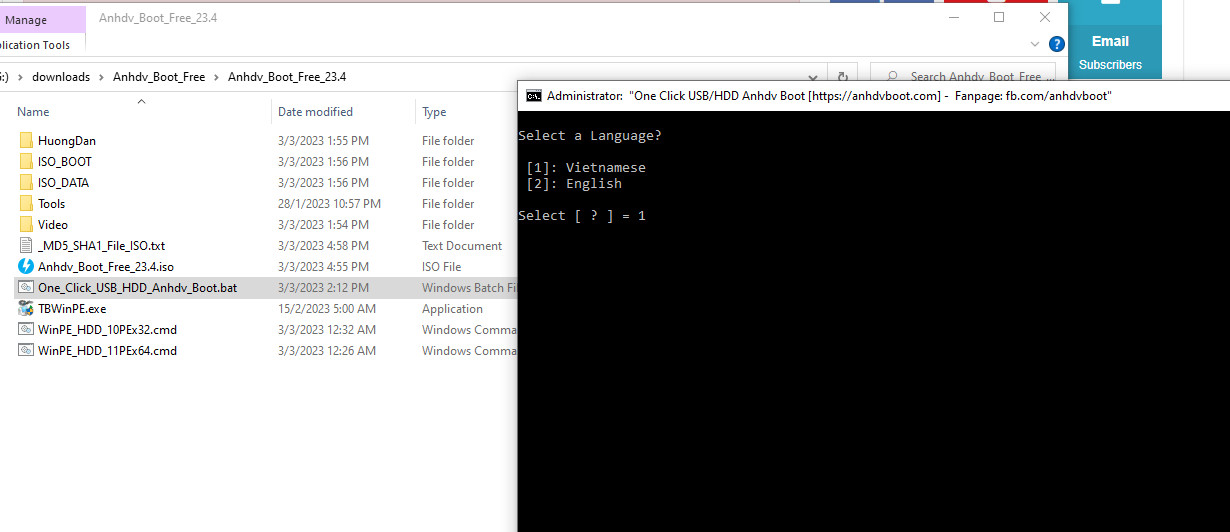 Manage
Anhdv_Boot_Free_23.4
plication Tools
Email
Subscribers
:) > downloads > Anhdv_Boot_Free > Anhdv_Boot_Free_23.4
Search Anhdv_Boot_Free_...
Name Date modified Type
HuongDan 3/3/2023 1:55 PM File folder
ISO_BOOT 3/3/2023 1:56 PM File folder
ISO_DATA 3/3/2023 1:56 PM File folder
Tools 28/1/2023 10:57 PM File folder
Video 3/3/2023 1:54 PM File folder
_MD5_SHA1_File_ISO.txt 3/3/2023 4:58 PM Text Document
Anhdv_Boot_Free_23.4.iso 3/3/2023 4:55 PM ISO File
One_Click_USB_HDD_Anhdv_Boot.bat 3/3/2023 2:12 PM Windows Batch Fi
TBWinPE.exe 15/2/2023 5:00 AM Application
WinPE_HDD_10PEx32.cmd 3/3/2023 12:32 AM Windows Comma
WinPE_HDD_11PEx64.cmd 3/3/2023 12:26 AM Windows Comma
Administrator: "One Click USB/HDD Anhdv Boot [https://anhdvboot.com] - Fanpage: fb.com/anhdvboot"
Select a Language?
[1]: Vietnamese
[2]: English
Select [ ? ] = 1